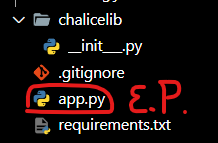 chalicelib
__init__.py
.gitignore
app.py ε.P.
requirements.txt